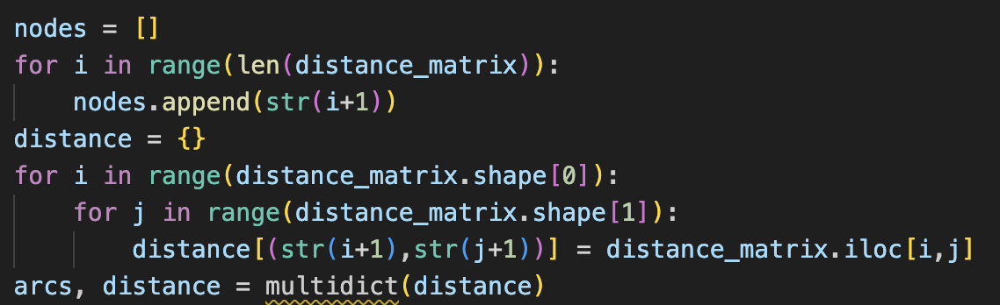 nodes = []
for i in range(len(distance_matrix)):
    nodes.append(str(i+1))
distance = {}
for i in range(distance_matrix.shape[0]):
    for j in range(distance_matrix.shape[1]):
        distance[(str(i+1),str(j+1))] = distance_matrix.iloc[i,j]
arcs, distance = multidict(distance)